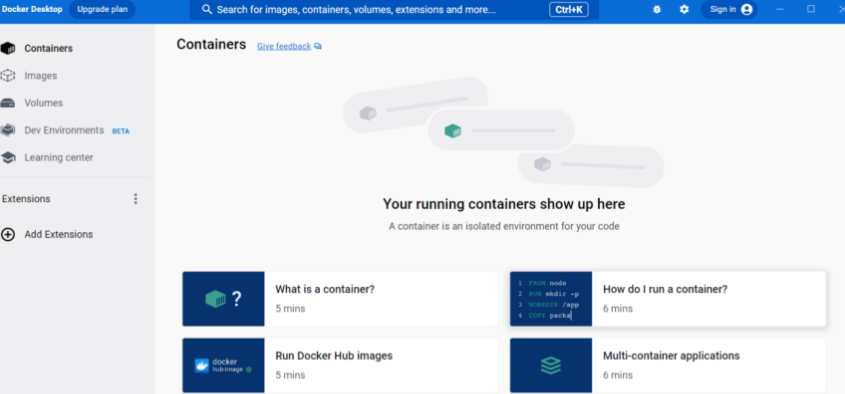 Docker Desktop Upgrade plan Search for images, containers, volumes, extensions and more... Ctrl+K Sign in
Containers
Images
Volumes
Dev Environments BETA
Learning center
Extensions
Add Extensions
Containers Give feedback
Your running containers show up here
A container is an isolated environment for your code
?
What is a container?
5 mins
1 FROM node
2 RUN mkdir -p
3 WORKDIR /app
4 COPY packa
How do I run a container?
6 mins
docker
hub image
Run Docker Hub images
5 mins
Multi-container applications
6 mins